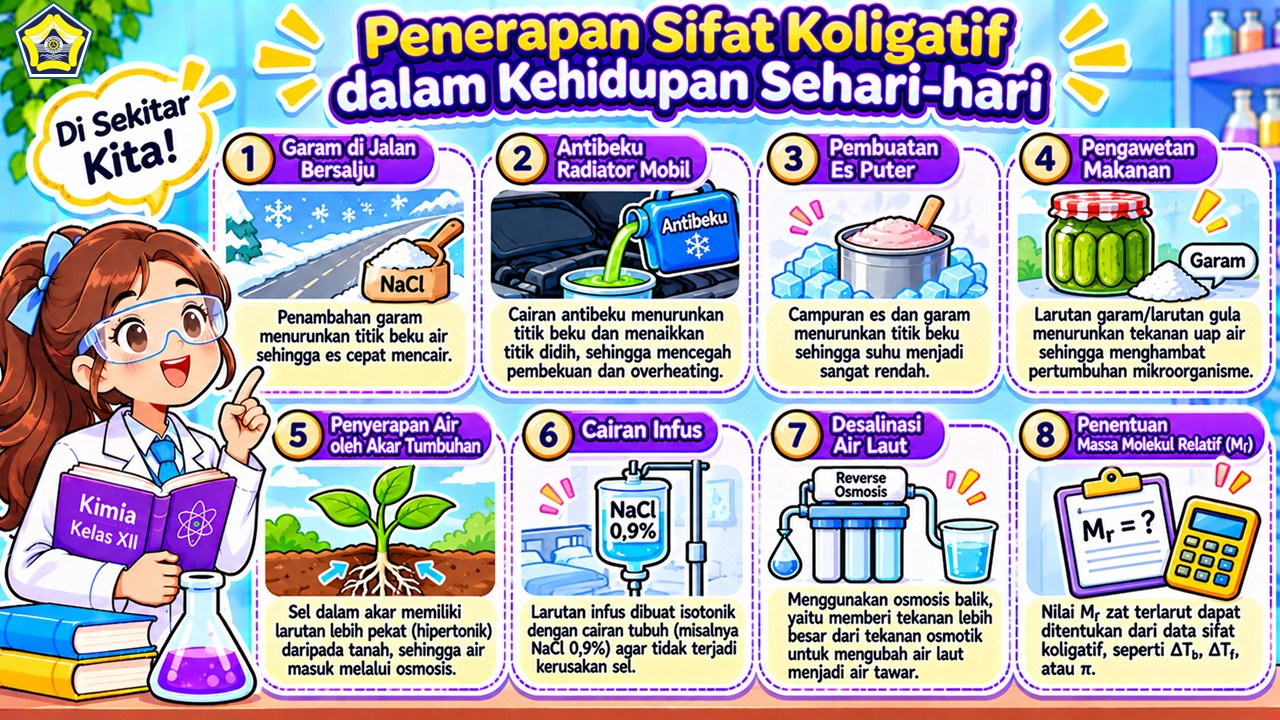 Penerapan Sifat Koligatif
dalam Kehidupan Sehari-hari
Di Sekitar
Kita!
1
Garam di Jalan
Bersalju
NaCl
Penambahan garam
menurunkan titik beku air
sehingga es cepat mencair.
2
Antibeku
Radiator Mobil
Antibeku
Cairan antibeku menurunkan
titik beku dan menaikkan
titik didih, sehingga mencegah
pembekuan dan overheating.
3
Pembuatan
Es Puter
Campuran es dan garam
menurunkan titik beku
sehingga suhu menjadi
sangat rendah.
4
Pengawetan
Makanan
Garam
Larutan garam/larutan gula
menurunkan tekanan uap air
sehingga menghambat
pertumbuhan mikroorganisme.
Kimia
Kelas XII
5
Penyerapan Air
oleh Akar Tumbuhan
Sel dalam akar memiliki
larutan lebih pekat (hipertonik)
daripada tanah, sehingga air
masuk melalui osmosis.
6
Cairan Infus
NaCl
0,9%
Larutan infus dibuat isotonik
dengan cairan tubuh (misalnya
NaCl 0,9%) agar tidak terjadi
kerusakan sel.
7
Desalinasi
Air Laut
Reverse
Osmosis
Menggunakan osmosis balik,
yaitu memberi tekanan lebih
besar dari tekanan osmotik
untuk mengubah air laut
menjadi air tawar.
8
Penentuan
Massa Molekul Relatif (Mᵣ)
Mᵣ = ?
Nilai Mᵣ zat terlarut dapat
ditentukan dari data sifat
koligatif, seperti ΔT_b, ΔT_f,
atau π.